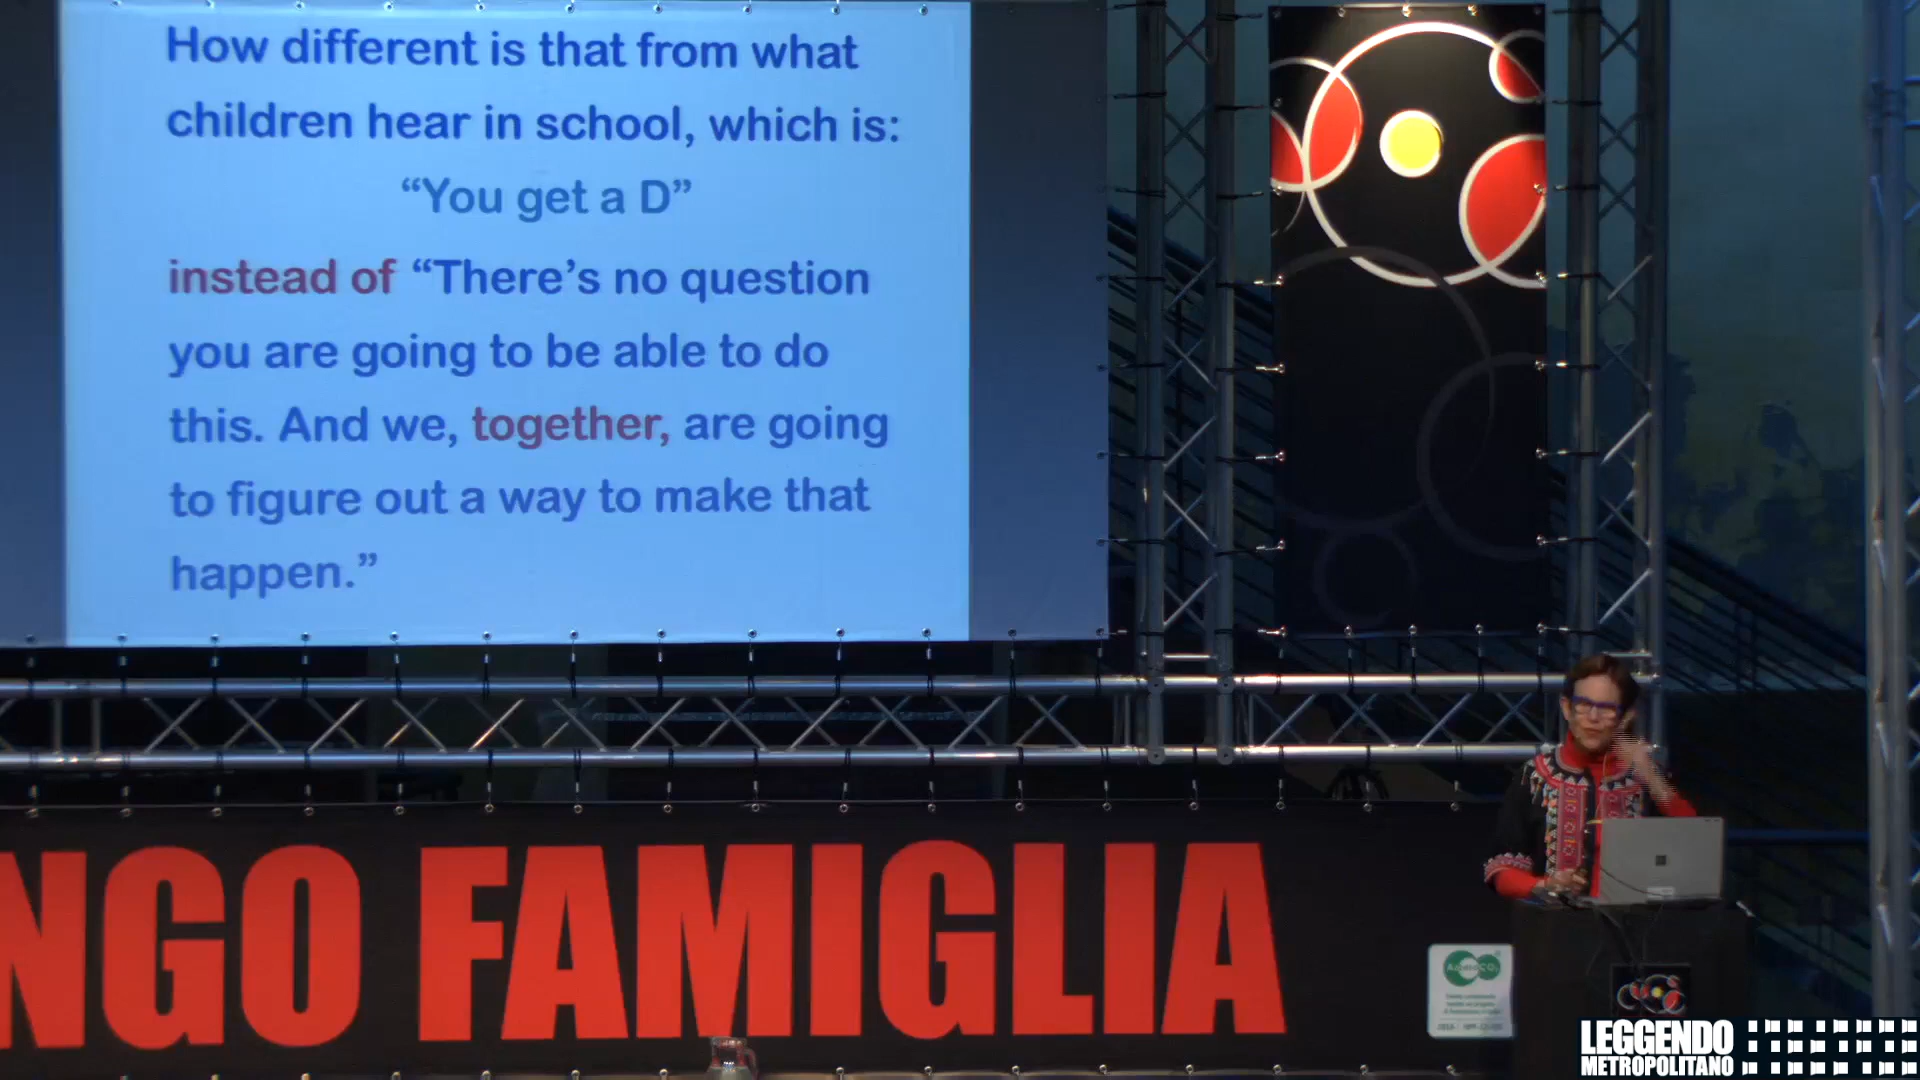 How different is that from what
children hear in school, which is:
“You get a D”
instead of “There’s no question
you are going to be able to do
this. And we, together, are going
to figure out a way to make that
happen.”
NGO FAMIGLIA
LEGGENDO
METROPOLITANO